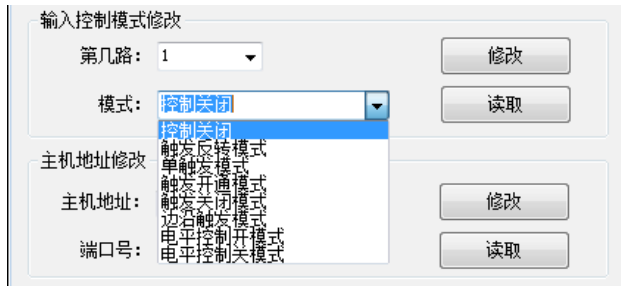 输入控制模式修改
第几路: 1 修改
模式: 控制关闭 读取
控制关闭
触发反转模式
单触发模式
触发开通模式
触发关闭模式
边沿触发模式
电平控制开模式
电平控制关模式
主机地址修改
主机地址: 修改
端口号: 读取